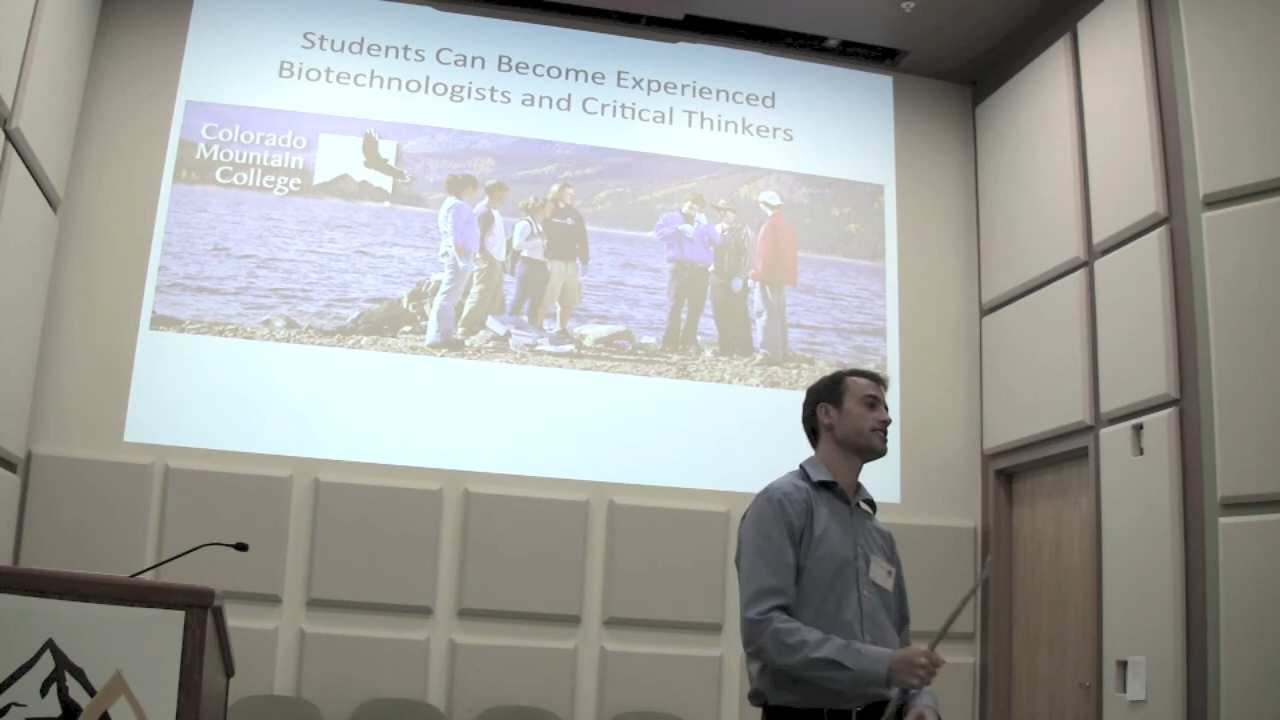 Students Can Become Experienced
Biotechnologists and Critical Thinkers
Colorado
Mountain
College